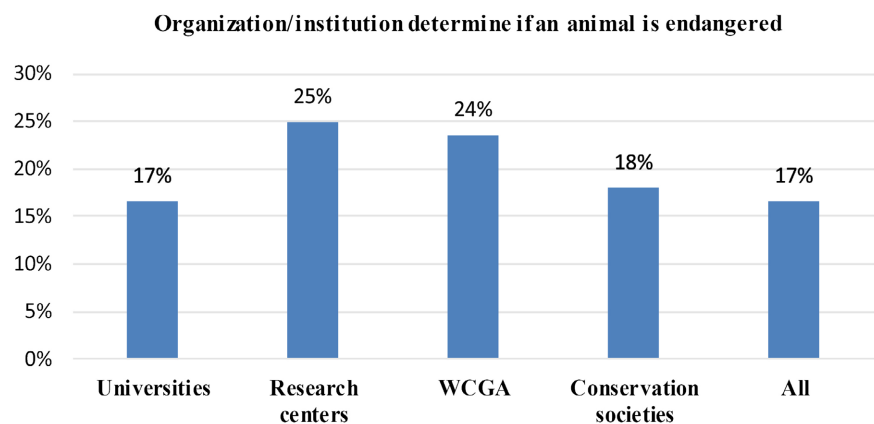 Organization/institution determine if an animal is endangered
30%
25%
20%
15%
10%
5%
0%
17%
25%
24%
18%
17%
Universities
Research
centers
WCGA
Conservation
societies
All